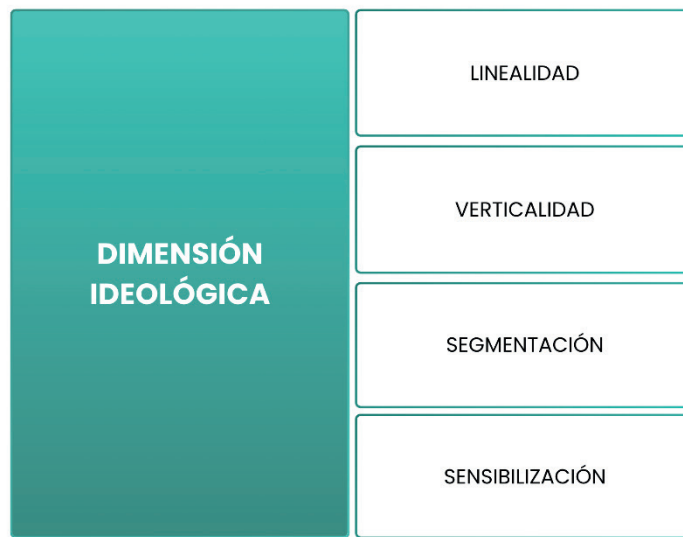 DIMENSIÓN
IDEOLÓGICA
LINEALIDAD
VERTICALIDAD
SEGMENTACIÓN
SENSIBILIZACIÓN